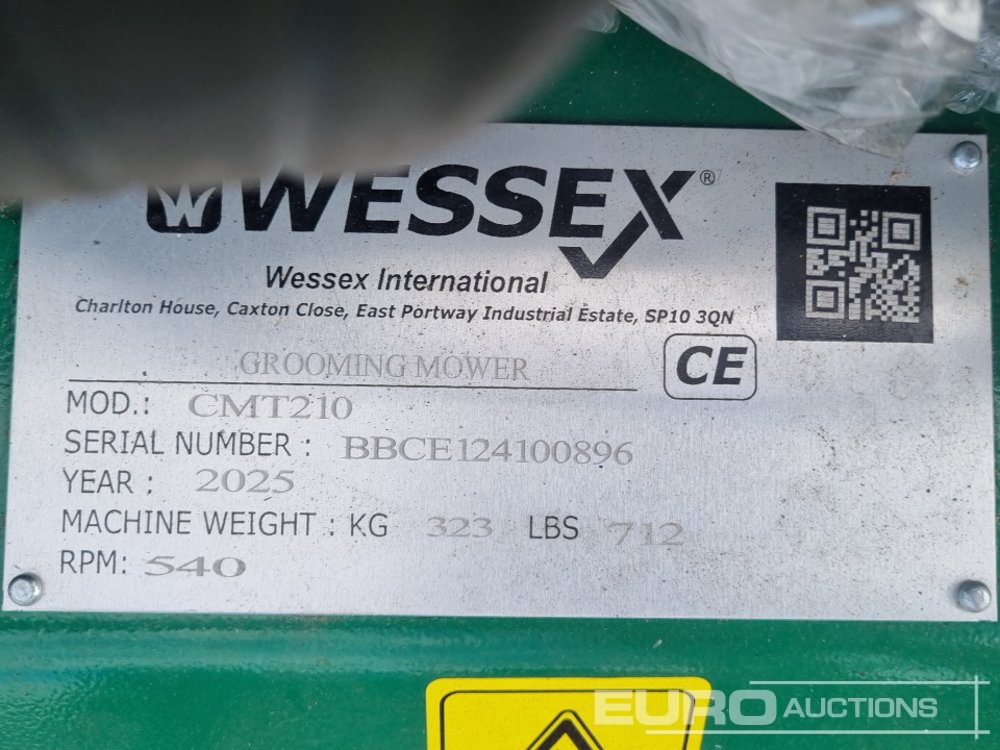 WESSEX®
Wessex International
Charlton House, Caxton Close, East Portway Industrial Estate, SP10 3QN
GROOMING MOWER
CE
MOD.: CMT210
SERIAL NUMBER : BBCE124100896
YEAR : 2025
MACHINE WEIGHT : KG 323 LBS 712
RPM: 540
EURO AUCTIONS